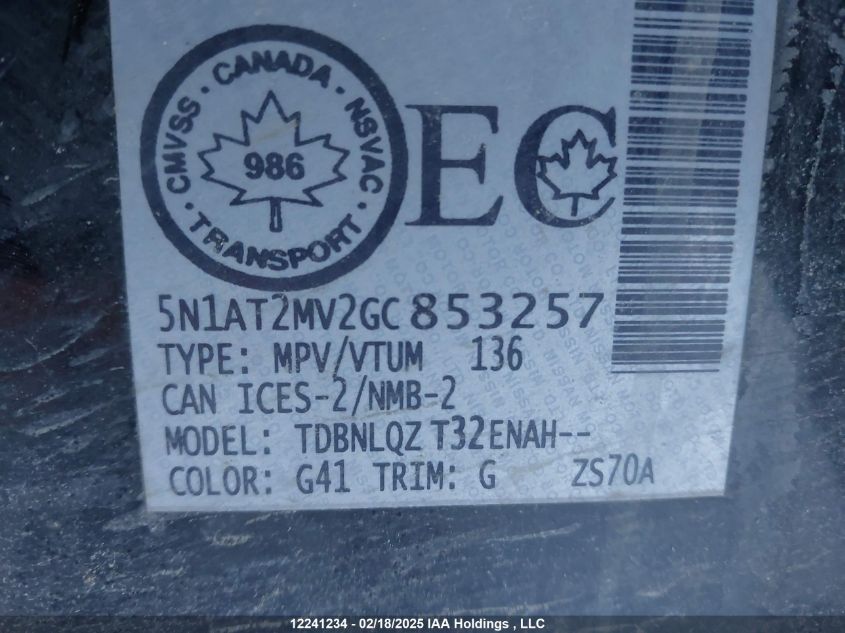 · CANADA ·
CMVSS · NSVAC
986
· TRANSPORT ·
EC
5N1AT2MV2GC853257
TYPE: MPV/VTUM 136
CAN ICES-2/NMB-2
MODEL: TDBNLQZ T32ENAH--
COLOR: G41 TRIM: G ZS70A
12241234 - 02/18/2025 IAA Holdings , LLC